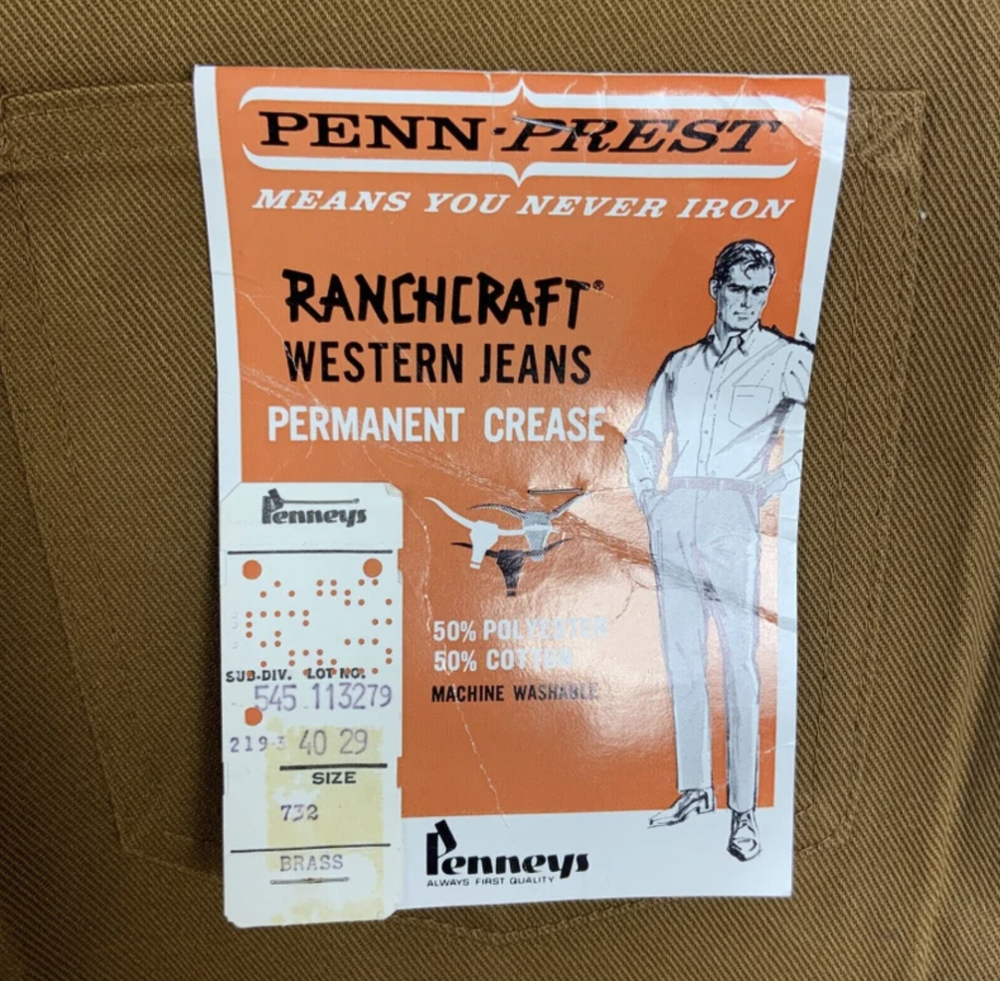 PENN-PREST
MEANS YOU NEVER IRON
RANCHCRAFT®
WESTERN JEANS
PERMANENT CREASE
50% POLYESTER
50% COTTON
MACHINE WASHABLE
Penneys
ALWAYS FIRST QUALITY
Penneys
SUB-DIV. LOT NO.
545 113279
219-3 40 29
SIZE
732
BRASS